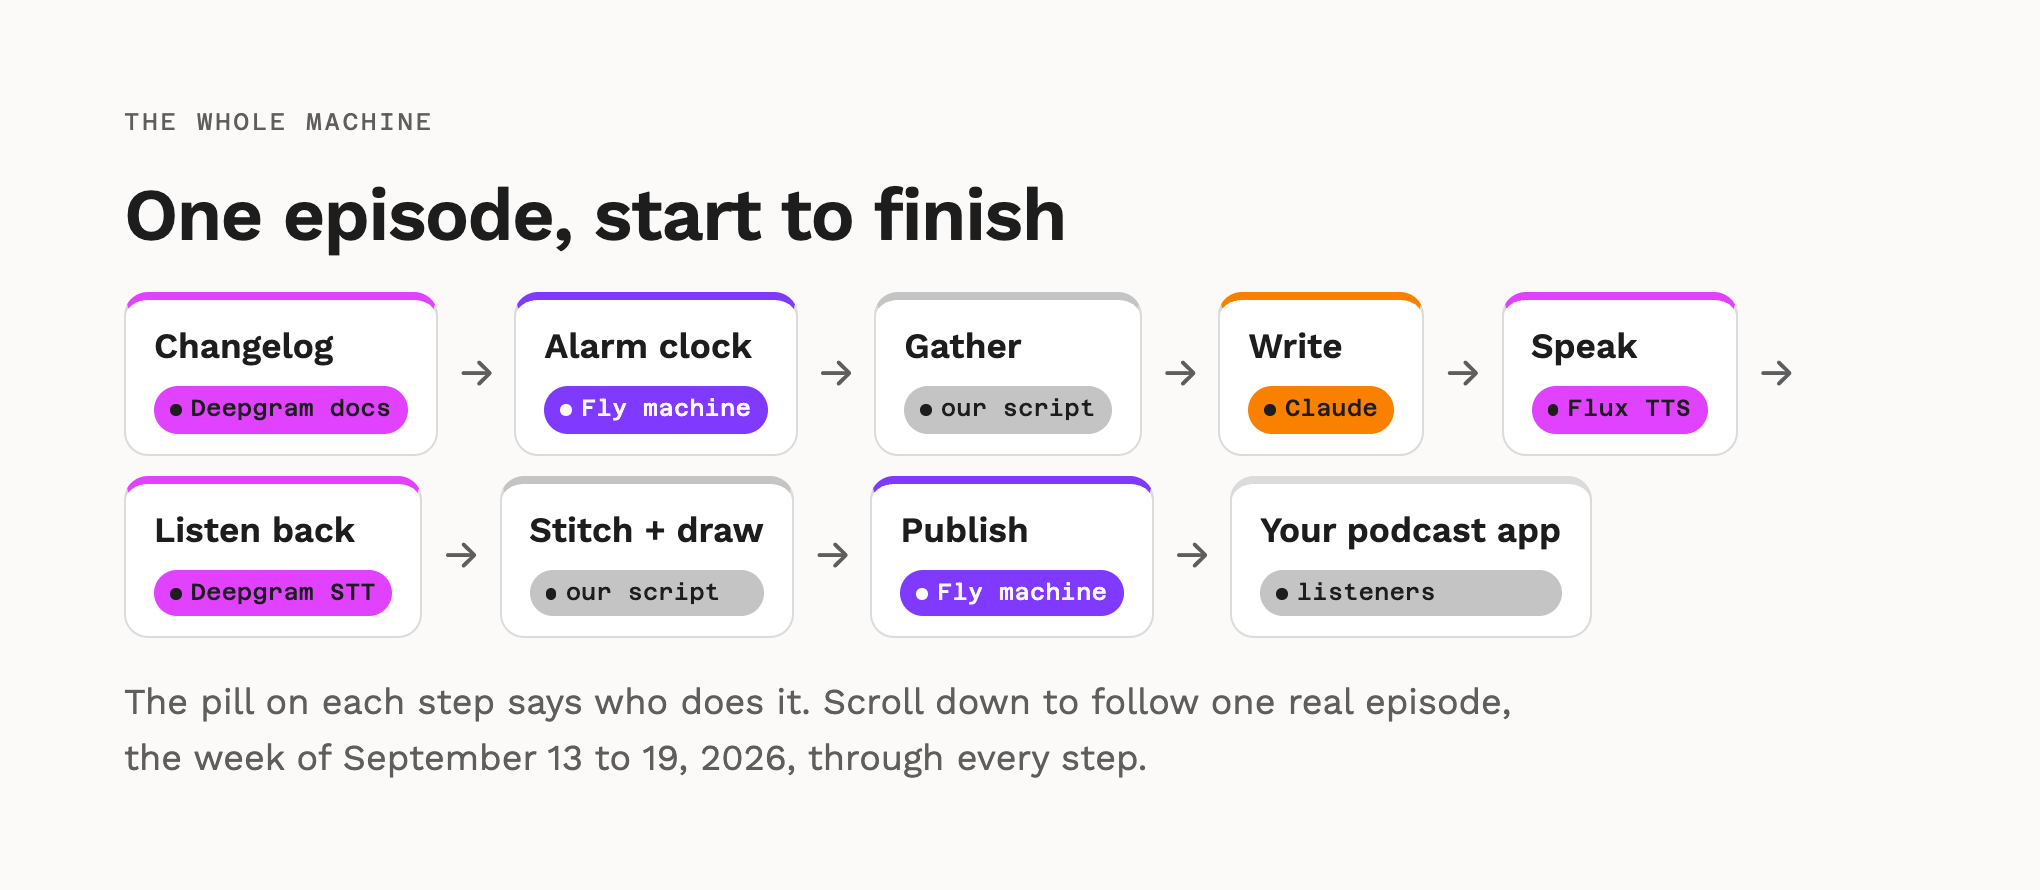 THE WHOLE MACHINE
One episode, start to finish
Changelog
Deepgram docs
Alarm clock
Fly machine
Gather
our script
Write
Claude
Speak
Flux TTS
Listen back
Deepgram STT
Stitch + draw
our script
Publish
Fly machine
Your podcast app
listeners
The pill on each step says who does it. Scroll down to follow one real episode,
the week of September 13 to 19, 2026, through every step.